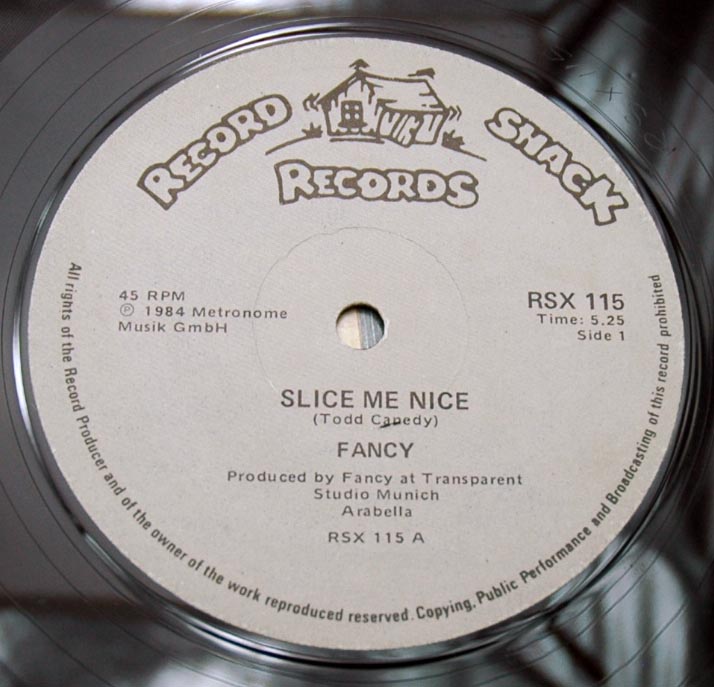 RECORD SHACK
RECORDS
45 RPM
℗ 1984 Metronome
Musik GmbH
RSX 115
Time: 5.25
Side 1
SLICE ME NICE
(Todd Canedy)
FANCY
Produced by Fancy at Transparent
Studio Munich
Arabella
RSX 115 A
All rights of the Record Producer and of the owner of the work reproduced reserved. Copying, Public Performance and Broadcasting of this record prohibited